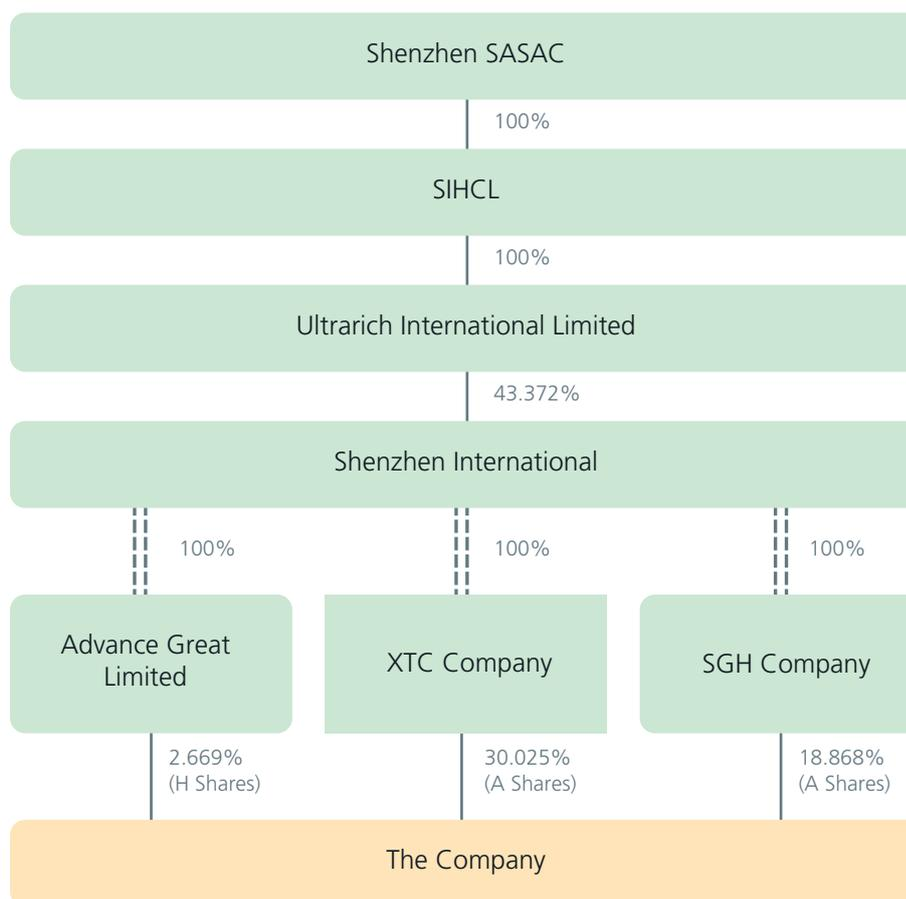 Shenzhen SASAC
100%
SIHCL
100%
Ultrarich International Limited
43.372%
Shenzhen International
100%
100%
100%
Advance Great
Limited
XTC Company
SGH Company
2.669%
(H Shares)
30.025%
(A Shares)
18.868%
(A Shares)
The Company